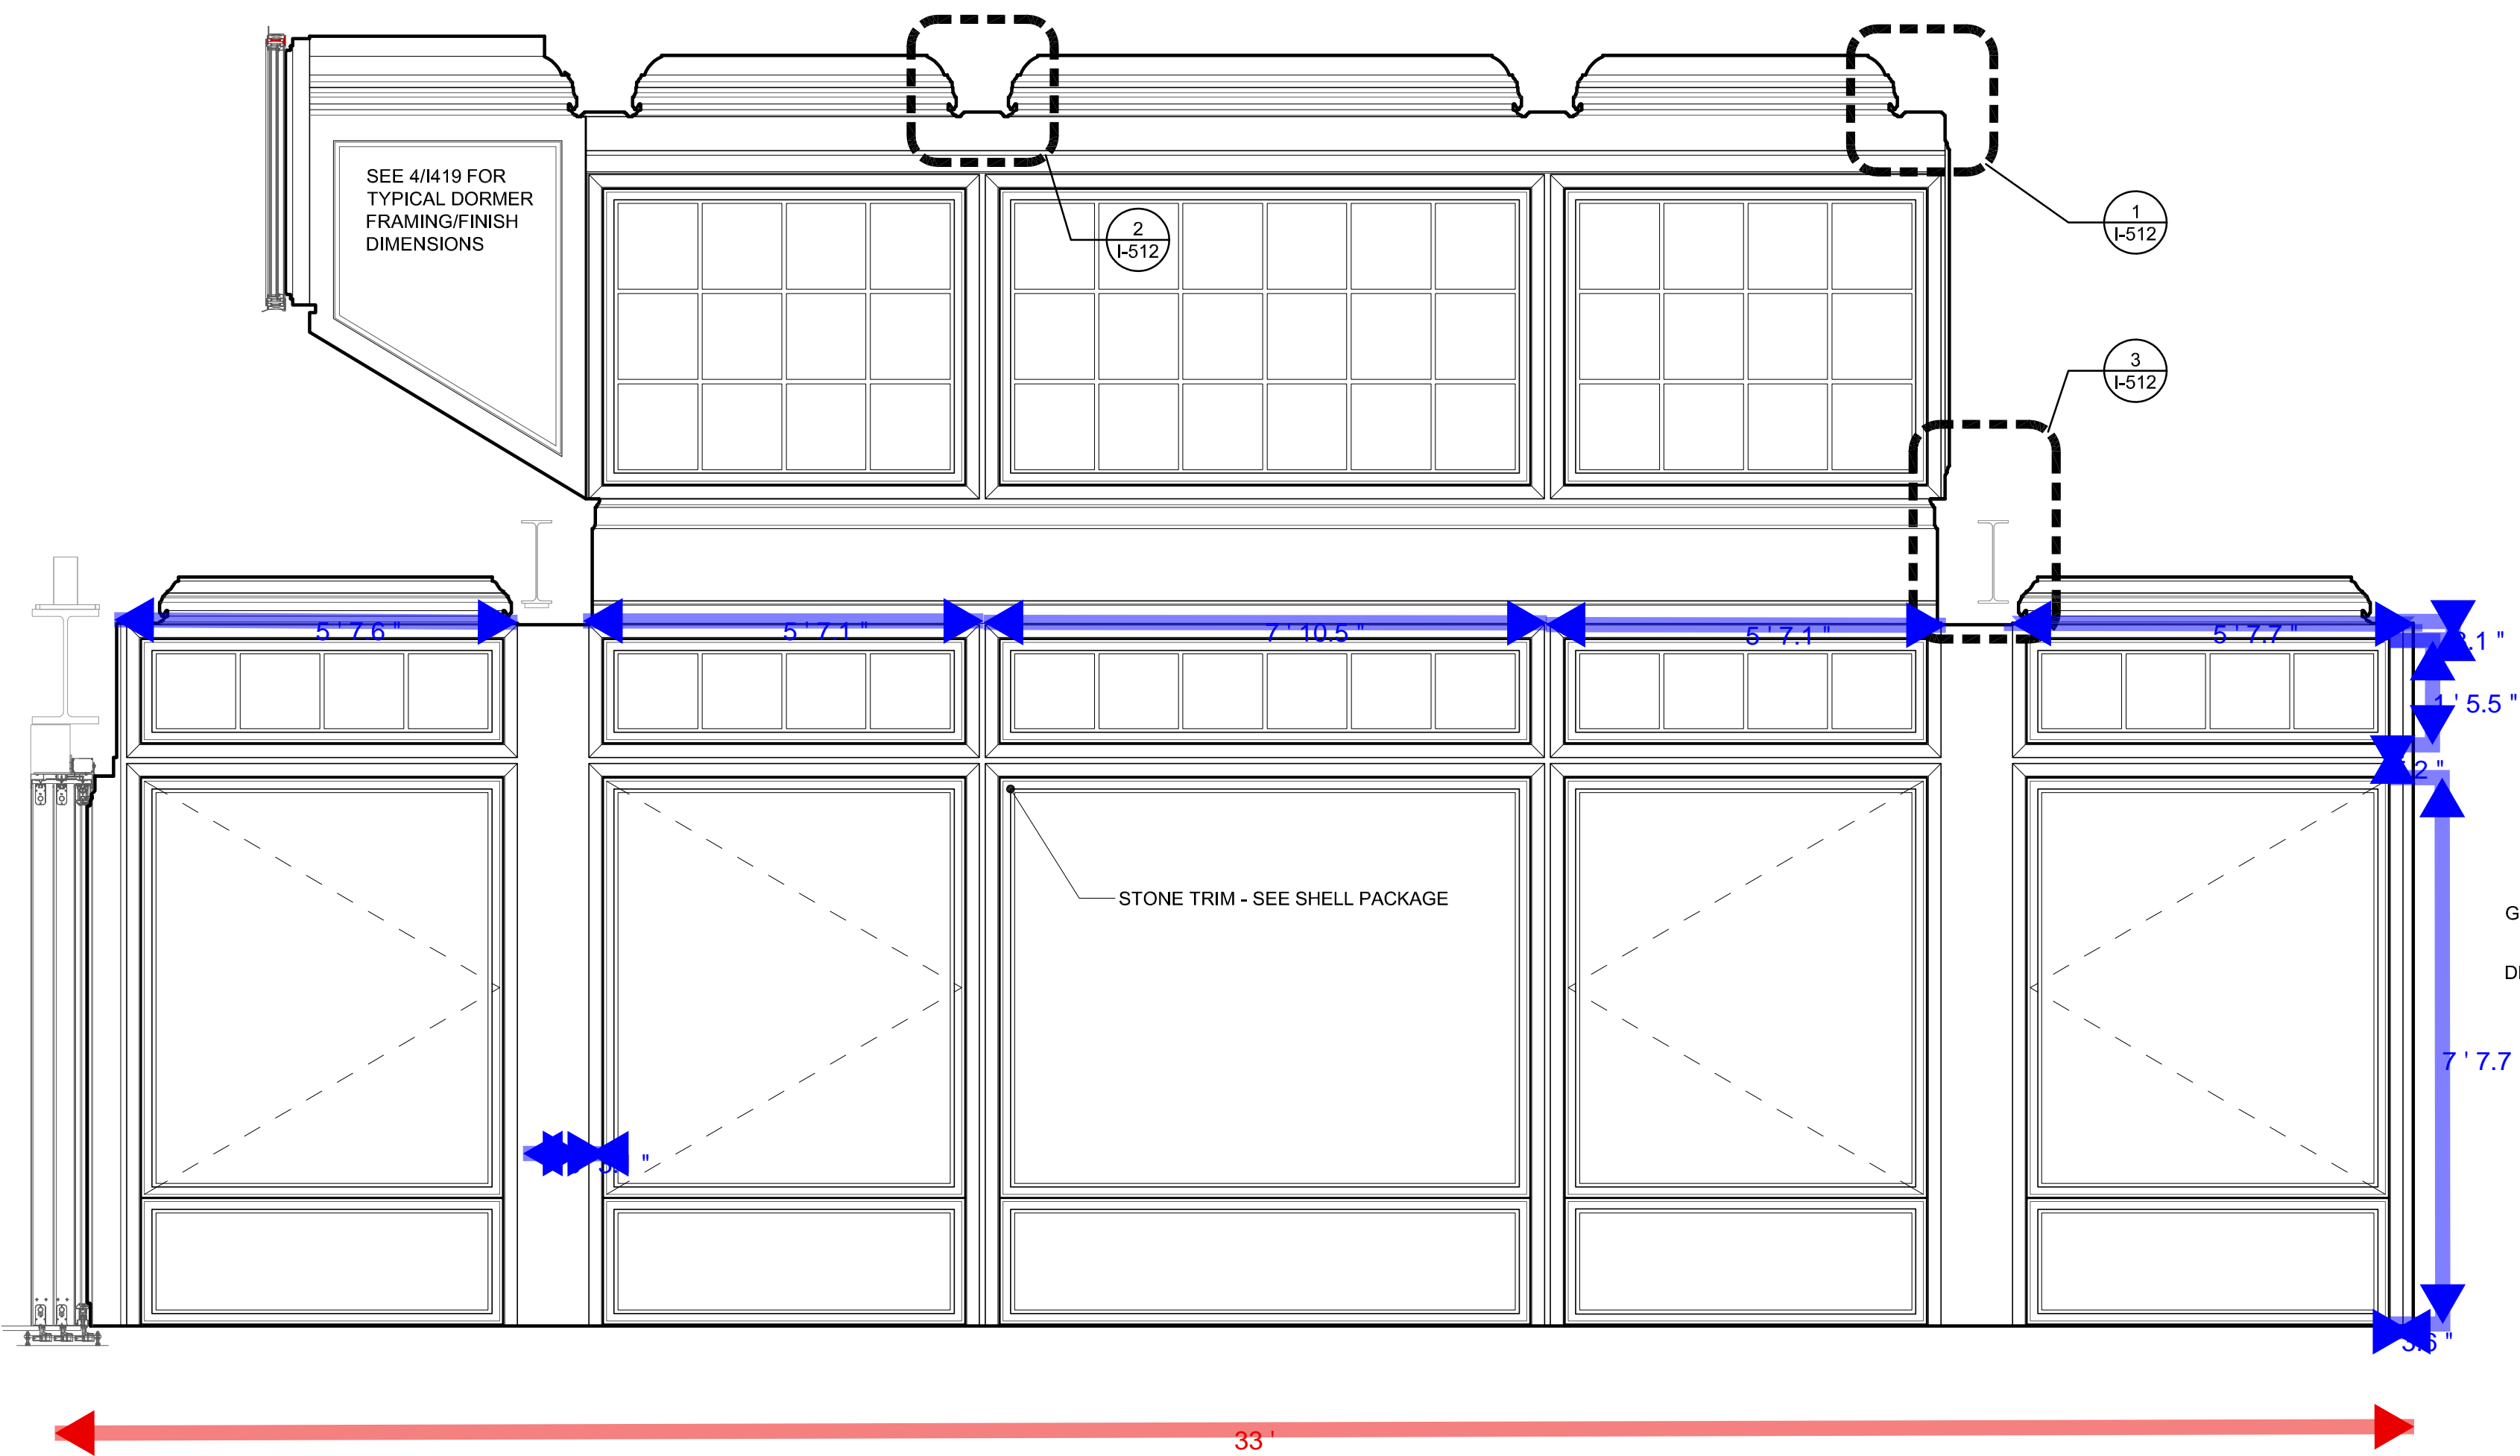 SEE 4/I419 FOR
TYPICAL DORMER
FRAMING/FINISH
DIMENSIONS
2
I-512
1
I-512
3
I-512
5 ' 7.6 "
5 ' 7.1 "
7 ' 10.5 "
5 ' 7.1 "
5 ' 7.7 "
1 ' 5.5 "
STONE TRIM - SEE SHELL PACKAGE
7 ' 7.7
33 '